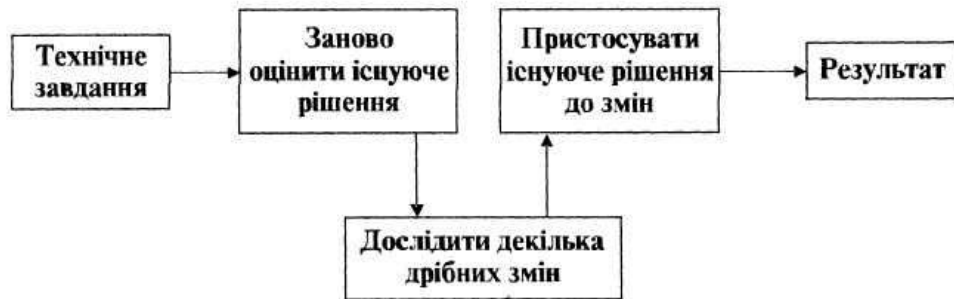 Технічне
завдання
Заново
оцінити існуюче
рішення
Дослідити декілька
дрібних змін
Пристосувати
існуюче рішення
до змін
Результат